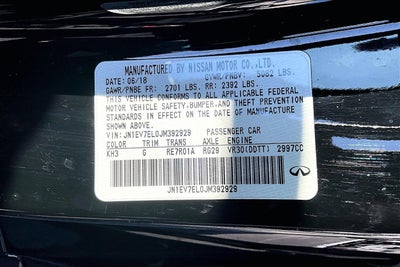 MANUFACTURED BY NISSAN MOTOR CO.,LTD.
DATE: 06/18 GVWR/PNBV: 5082 LBS.
GAWR/PNBE FR: 2701 LBS. RR: 2392 LBS.
THIS VEHICLE CONFORMS TO ALL APPLICABLE FEDERAL
MOTOR VEHICLE SAFETY,BUMPER,AND THEFT PREVENTION
STANDARDS IN EFFECT ON THE DATE OF MANUFACTURE
SHOWN ABOVE.
VIN: JN1EV7EL0JM392929 PASSENGER CAR
COLOR TRIM TRANS AXLE ENGINE
KH3 G RE7R01A RG29 VR30(DDTT) 2997CC
JN1EV7EL0JM392929